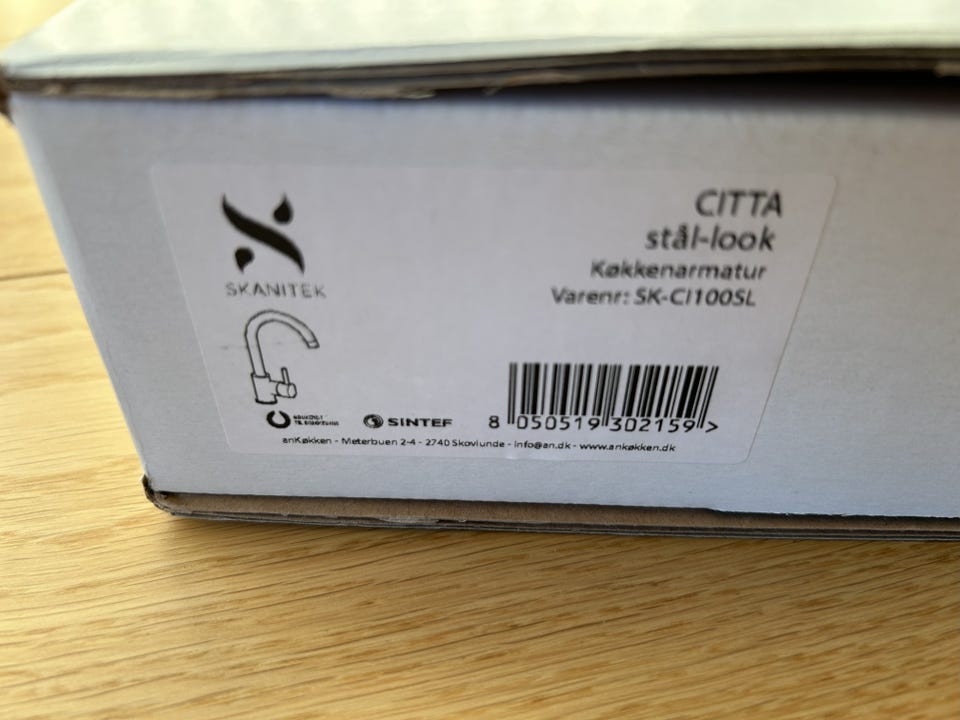 SKANITEK
CITTA
stål-look
Køkkenarmatur
Varenr: SK-CI100SL
SINTEF
8 050519 302159 >
anKøkken - Meterbuen 2-4 - 2740 Skovlunde - info@an.dk - www.ankøkken.dk